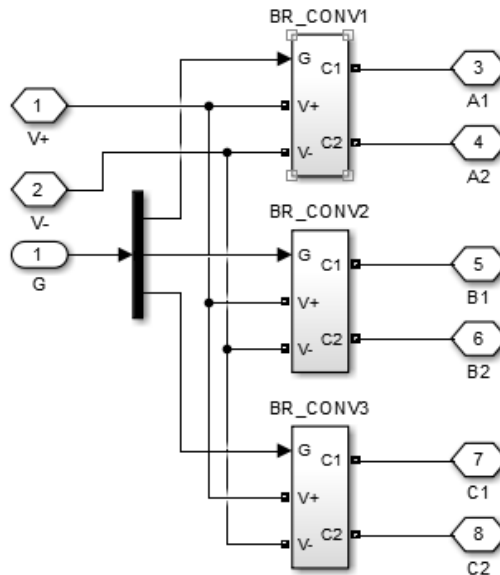 BR_CONV1
G
C1
3
A1
1
V+
V+
C2
4
A2
V-
2
V-
BR_CONV2
G
C1
5
B1
1
G
V+
C2
6
B2
V-
BR_CONV3
G
C1
7
C1
V+
C2
8
C2
V-